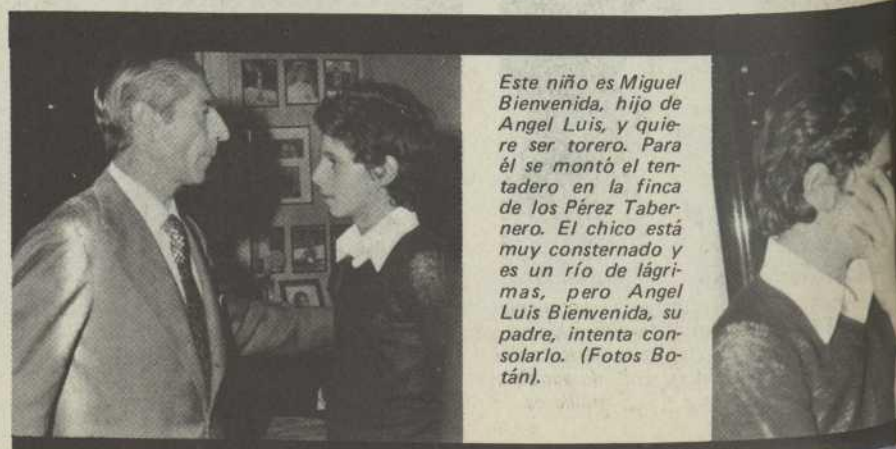 Este niño es Miguel
Bienvenida, hijo de
Angel Luis, y quie-
re ser torero. Para
él se montó el ten-
tadero en la finca
de los Pérez Taber-
nero. El chico está
muy consternado y
es un río de lágri-
mas, pero Angel
Luis Bienvenida, su
padre, intenta con-
solarlo. (Fotos Bo-
tán).